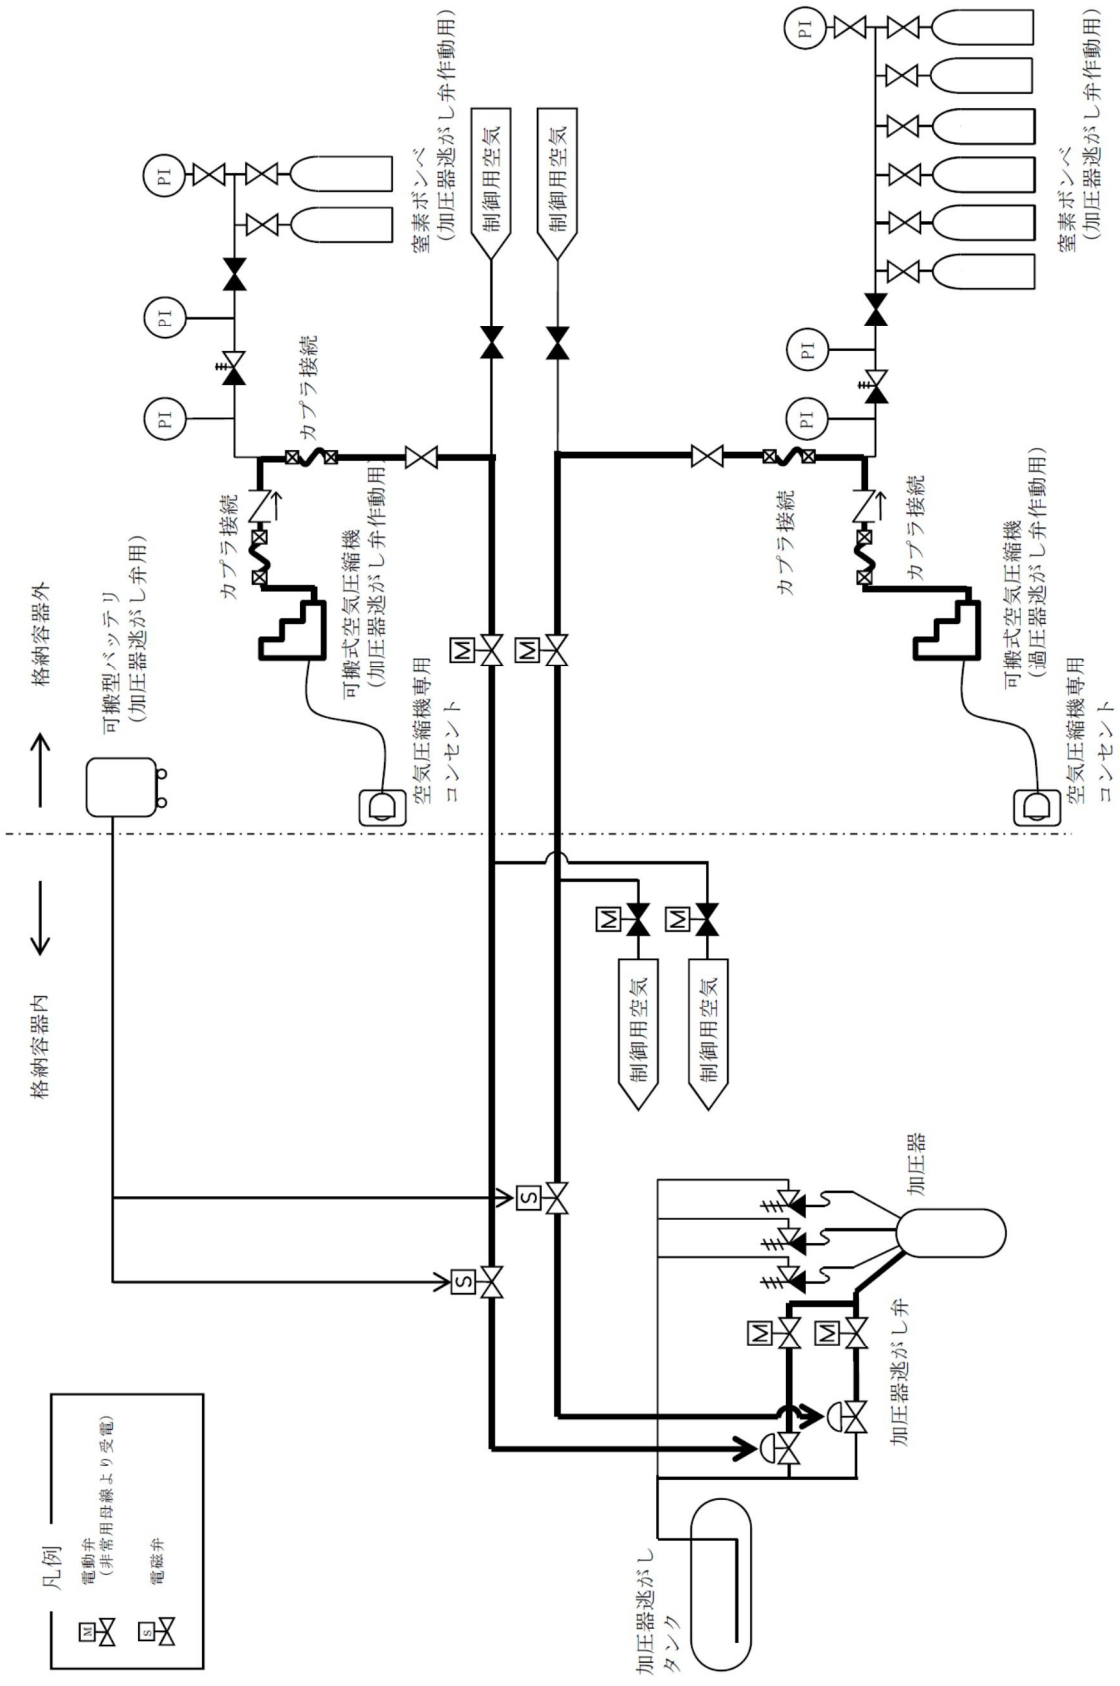 凡例
M
電動弁
(非常用母線より受電)
S
電磁弁
格納容器内
格納容器外
可搬型バッテリ
(加圧器逃がし弁用)
PI
PI
PI
窒素ボンベ
(加圧器逃がし弁作動用)
カプラ接続
カプラ接続
可搬式空気圧縮機
(加圧器逃がし弁作動用)
空気圧縮機専用
コンセント
制御用空気
制御用空気
M
M
S
S
M
M
制御用空気
制御用空気
加圧器逃がし
タンク
M
M
加圧器逃がし弁
加圧器
カプラ接続
カプラ接続
可搬式空気圧縮機
(過圧器逃がし弁作動用)
空気圧縮機専用
コンセント
PI
PI
PI
窒素ボンベ
(加圧器逃がし弁作動用)